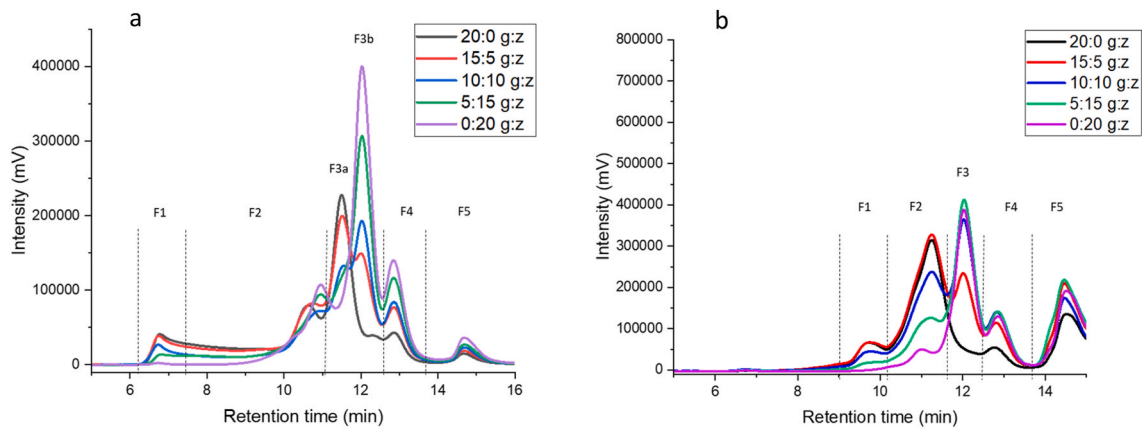 a
20:0 g:z
15:5 g:z
10:10 g:z
5:15 g:z
0:20 g:z
F3b
F3a
F1
F2
F4
F5
400000
300000
200000
100000
0
Intensity (mV)
6
8
10
12
14
16
Retention time (min)
b
20:0 g:z
15:5 g:z
10:10 g:z
5:15 g:z
0:20 g:z
F3
F1
F2
F4
F5
800000
700000
600000
500000
400000
300000
200000
100000
0
Intensity (mV)
6
8
10
12
14
Retention time (min)